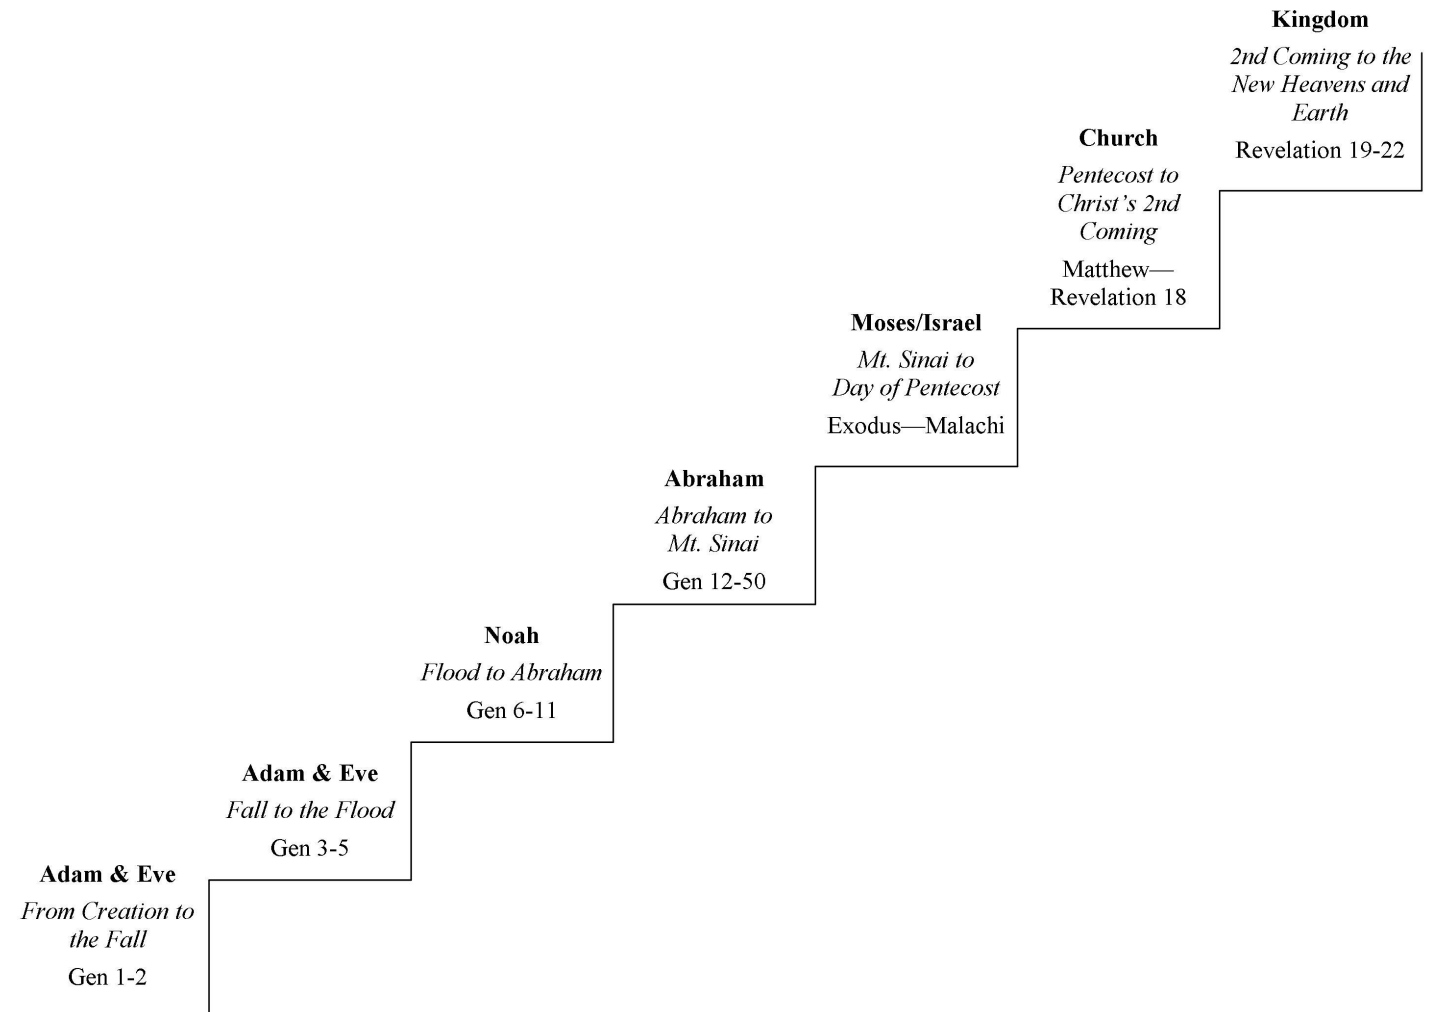 Kingdom
2nd Coming to the
New Heavens and
Earth
Revelation 19-22
Church
Pentecost to
Christ’s 2nd
Coming
Matthew—
Revelation 18
Moses/Israel
Mt. Sinai to
Day of Pentecost
Exodus—Malachi
Abraham
Abraham to
Mt. Sinai
Gen 12-50
Noah
Flood to Abraham
Gen 6-11
Adam & Eve
Fall to the Flood
Gen 3-5
Adam & Eve
From Creation to
the Fall
Gen 1-2